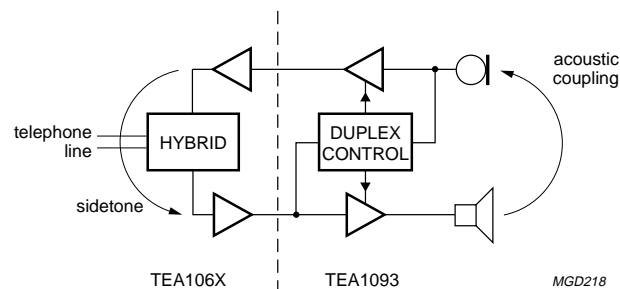 acoustic
coupling
telephone
line
HYBRID
DUPLEX
CONTROL
sidetone
TEA106X
TEA1093
MGD218